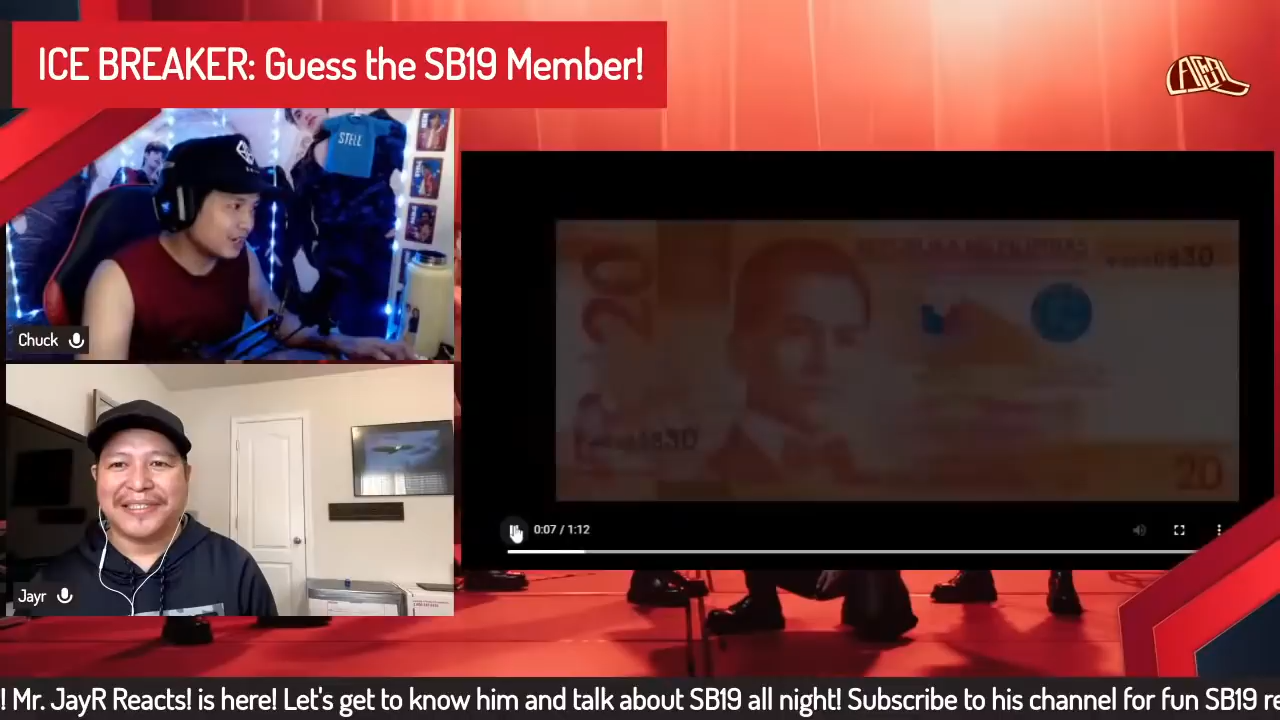 ICE BREAKER: Guess the SB19 Member!
STELL
20
20
Chuck
0:07 / 1:12
Jayr
! Mr. JayR Reacts! is here! Let's get to know him and talk about SB19 all night! Subscribe to his channel for fun SB19 re